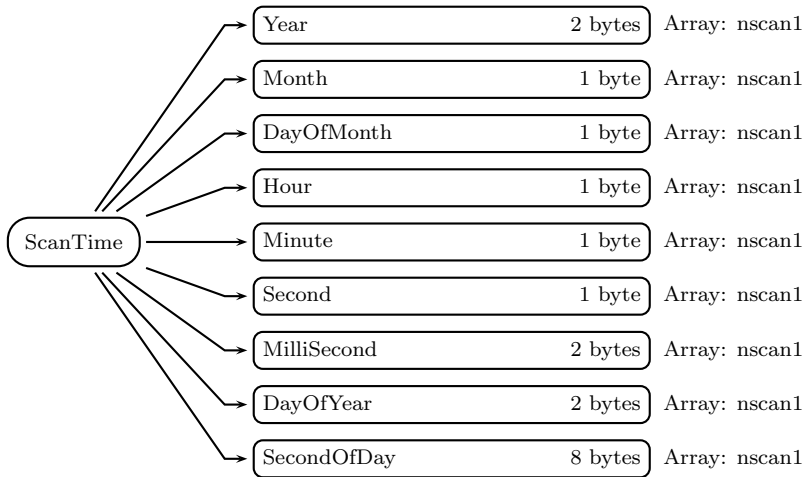 Year 2 bytes Array: nscan1
Month 1 byte Array: nscan1
DayOfMonth 1 byte Array: nscan1
Hour 1 byte Array: nscan1
ScanTime Minute 1 byte Array: nscan1
Second 1 byte Array: nscan1
MilliSecond 2 bytes Array: nscan1
DayOfYear 2 bytes Array: nscan1
SecondOfDay 8 bytes Array: nscan1